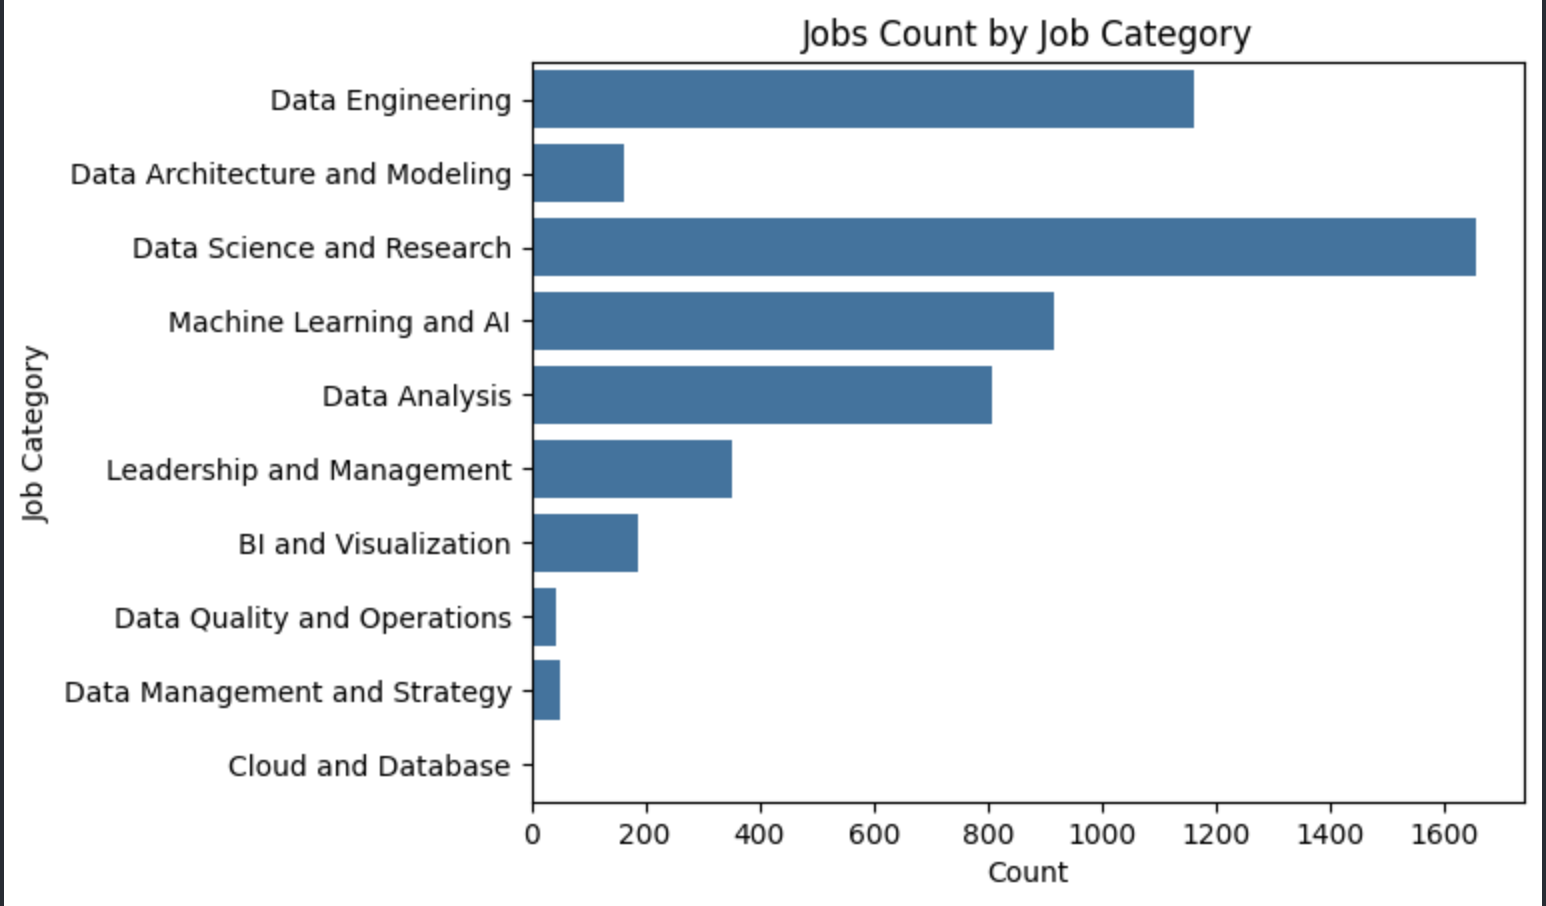 Jobs Count by Job Category
Data Engineering
Data Architecture and Modeling
Data Science and Research
Machine Learning and AI
Data Analysis
Leadership and Management
BI and Visualization
Data Quality and Operations
Data Management and Strategy
Cloud and Database
Job Category
0 200 400 600 800 1000 1200 1400 1600
Count